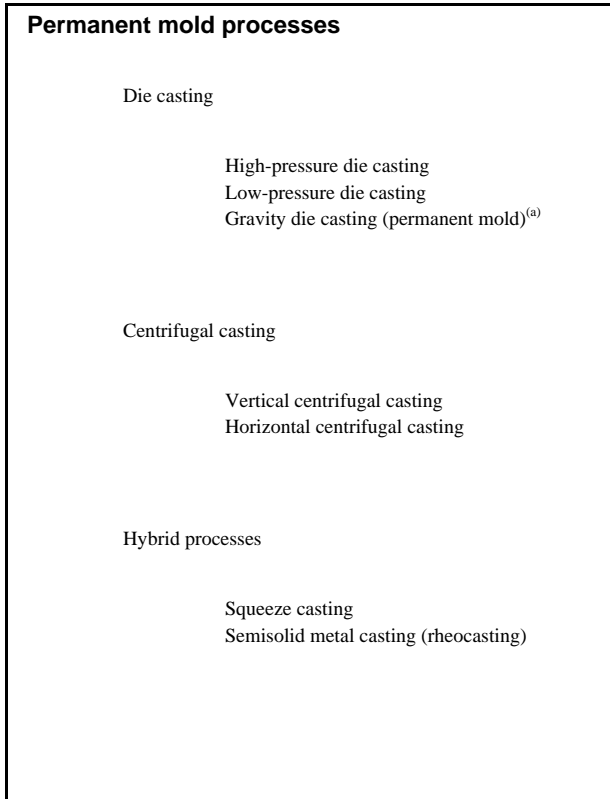 Permanent mold processes
Die casting
High-pressure die casting
Low-pressure die casting
Gravity die casting (permanent mold)(a)
Centrifugal casting
Vertical centrifugal casting
Horizontal centrifugal casting
Hybrid processes
Squeeze casting
Semisolid metal casting (rheocasting)